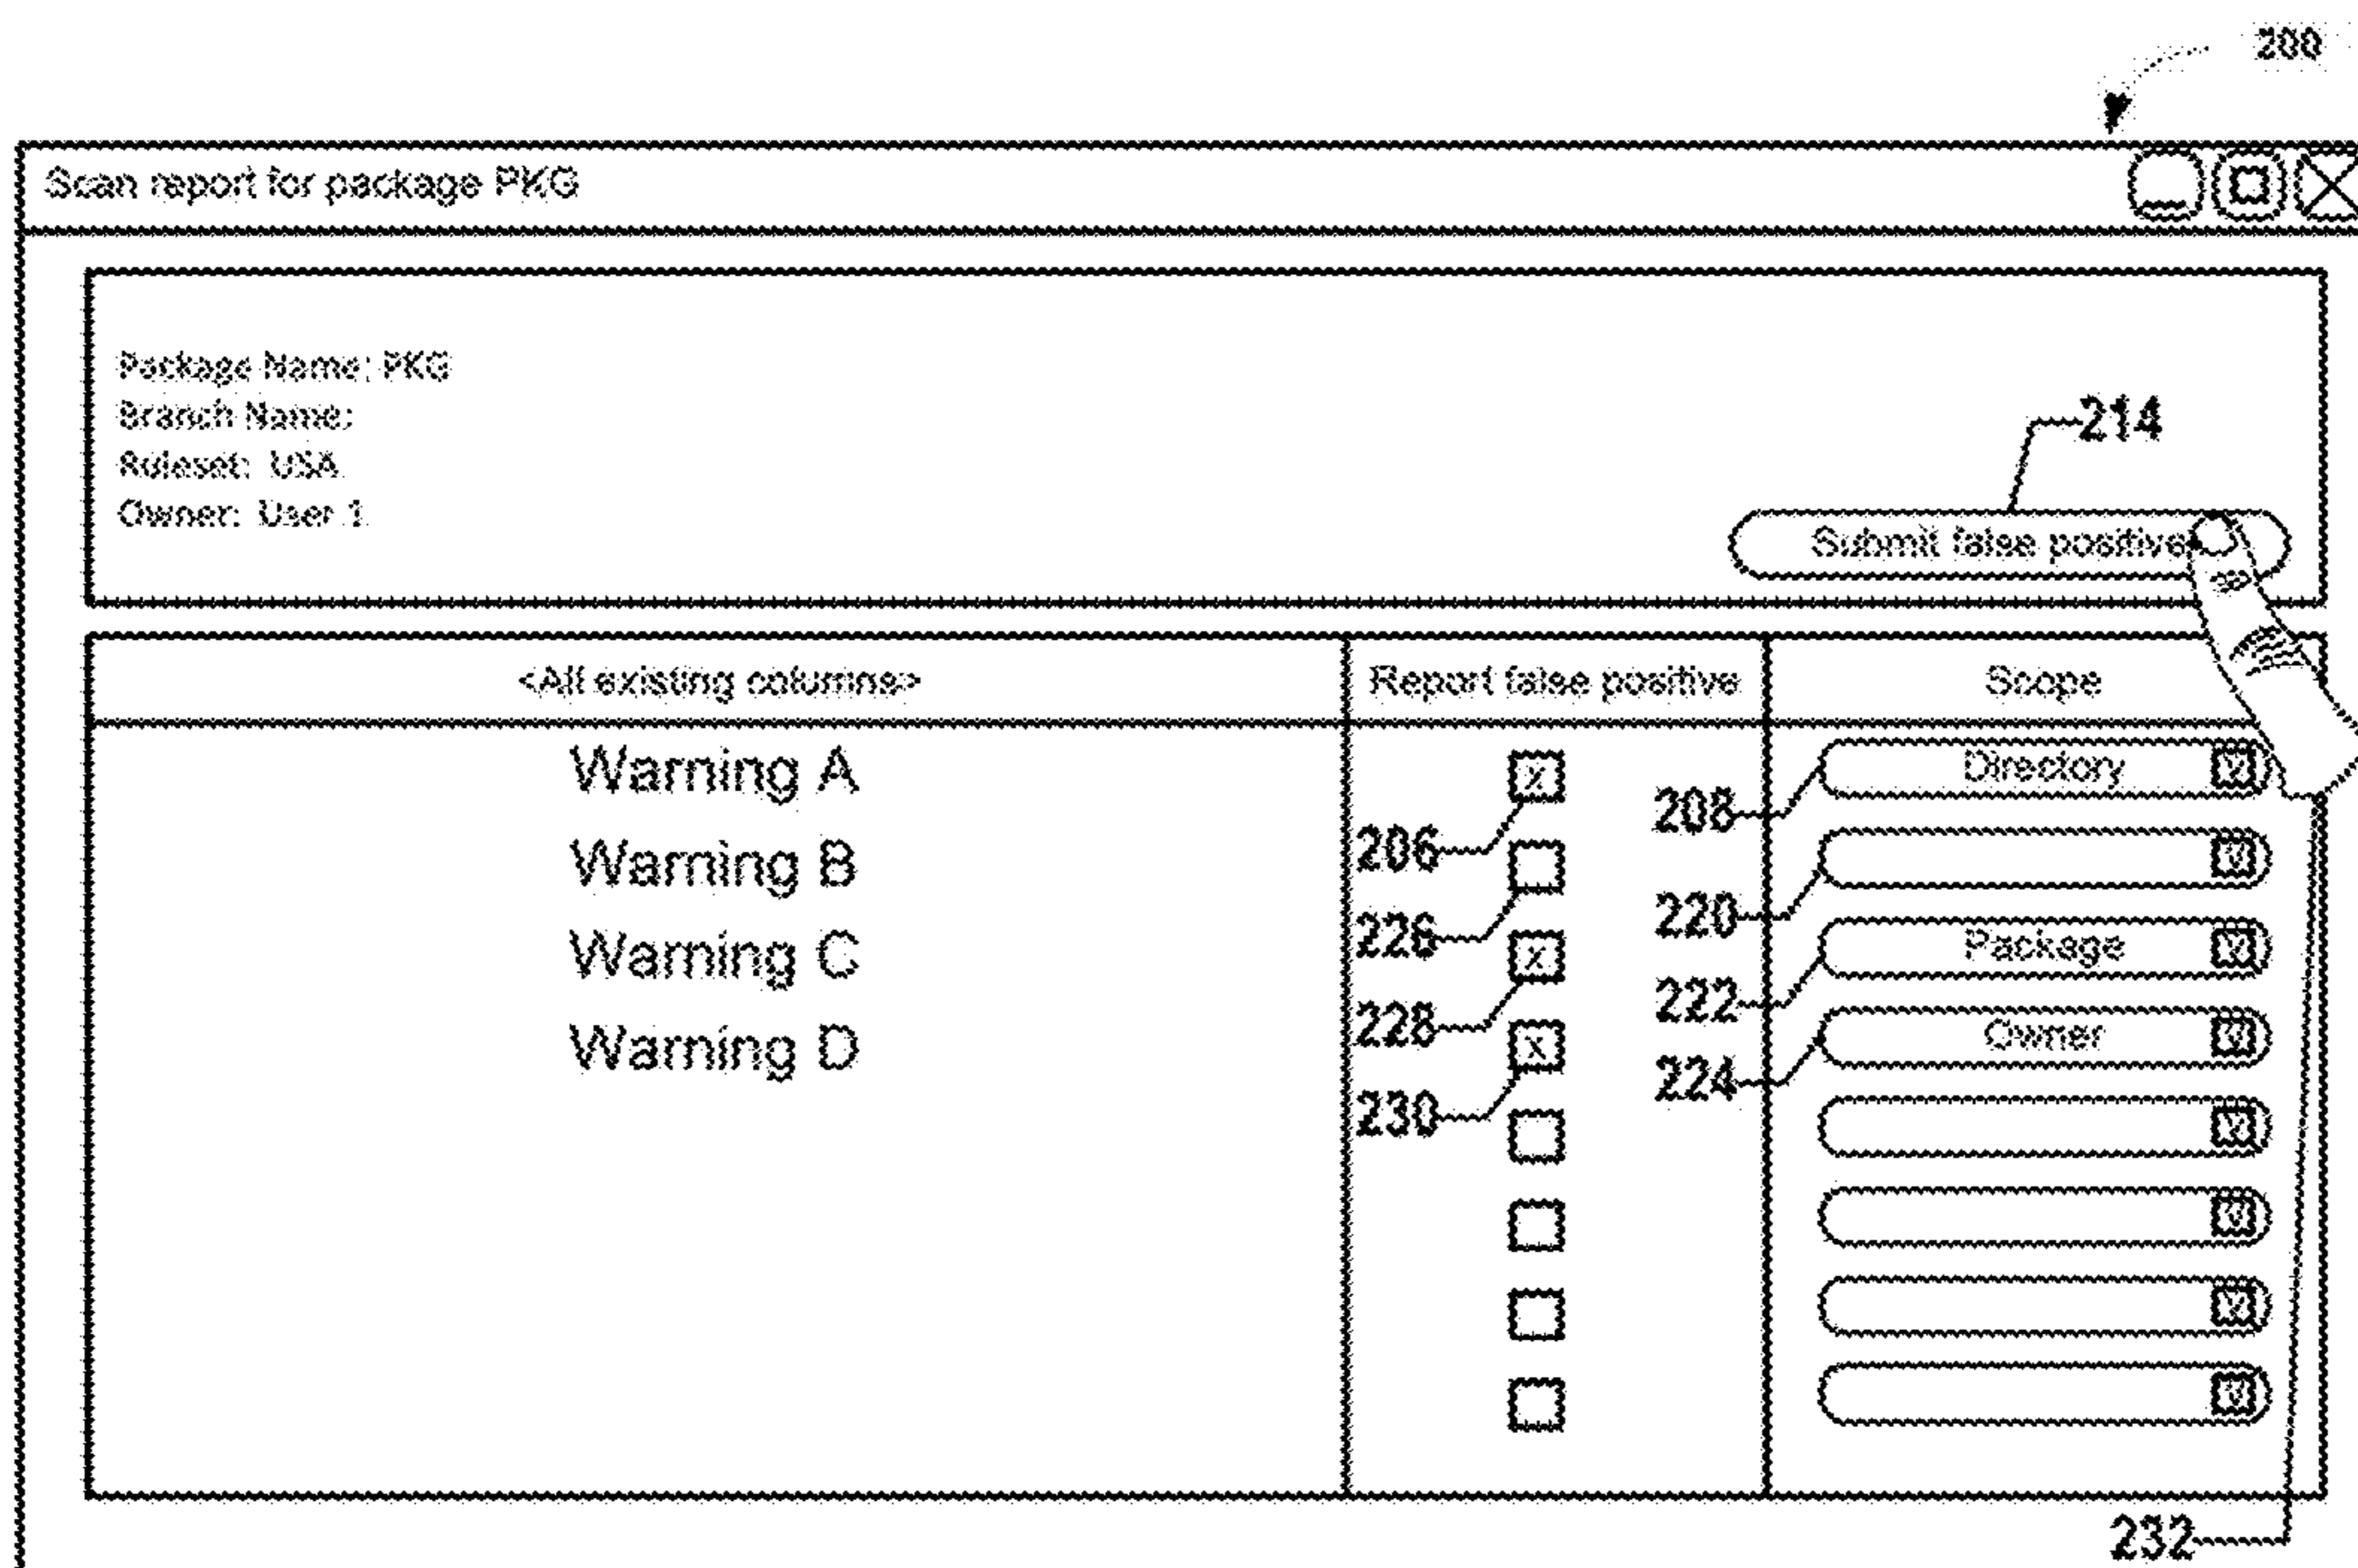 200
Scan report for package PKG
Package Name: PKG
Branch Name:
Ruleset: USA
Owner: User 1
214
Submit false positive
<All existing columns> Report false positive Scope
Warning A x Directory V
206 208
Warning B V
226 220
Warning C x Package V
228 222
Warning D x Owner V
230 224
V
V
V
V
232